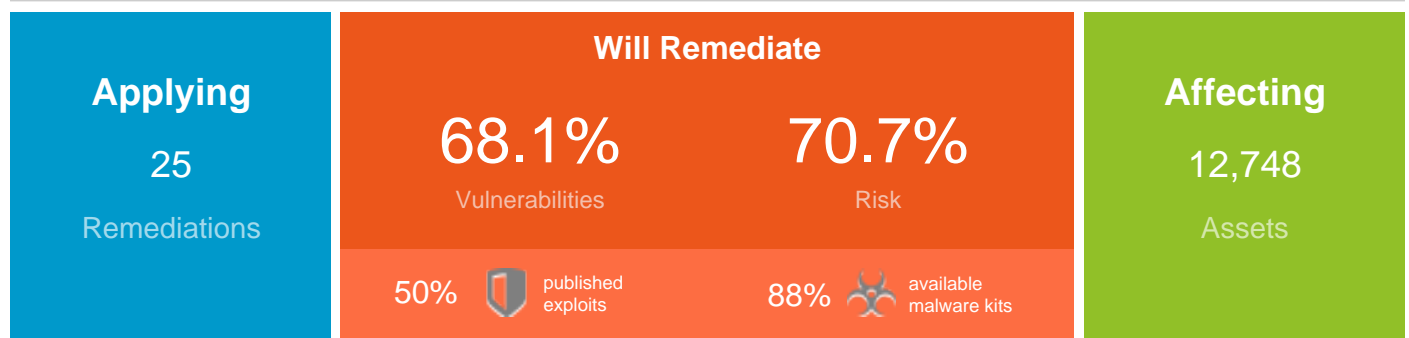 Applying
25
Remediations
Will Remediate
68.1%
Vulnerabilities
70.7%
Risk
50%
published
exploits
88%
available
malware kits
Affecting
12,748
Assets